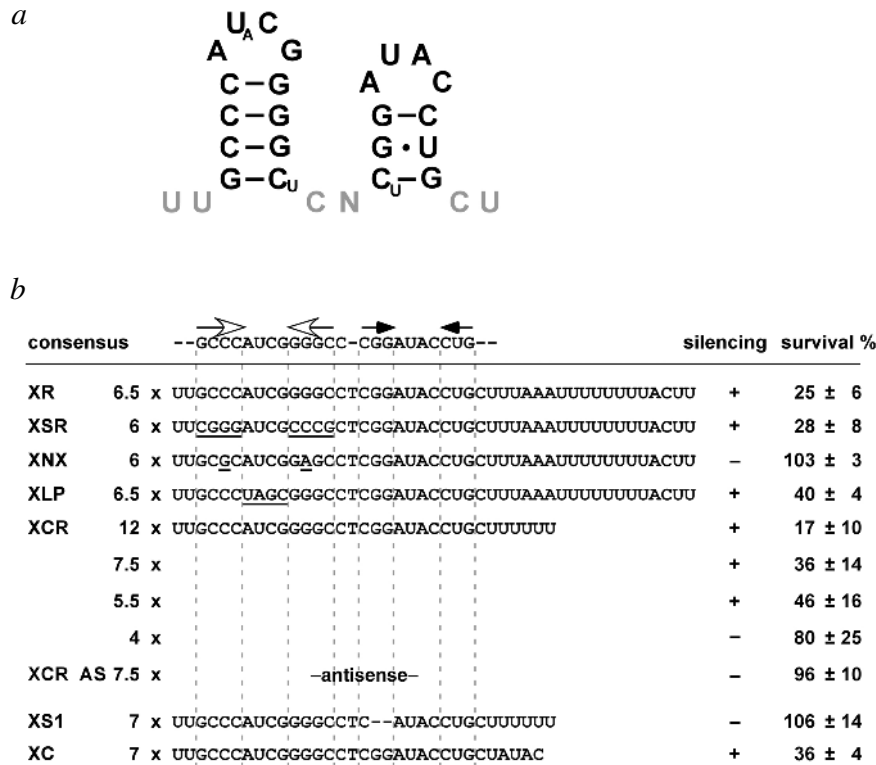 a
U A C
A G U A
C – G A C
C – G G – C
C – G G • U
G – C U C U – G
U U C N C U
b
consensus --GCCCAUCGGGGCC-CGGAUACCUG-- silencing survival %
XR 6.5 x UUGCCCAUCGGGGCCTCGGAUACCUGCUUUAAAUUUUUUUUACUU + 25 ± 6
XSR 6 x UUCGGGAUCGCCCGCTCGGAUACCUGCUUUAAAUUUUUUUUACUU + 28 ± 8
XNX 6 x UUGCGCAUCGGAGCCTCGGAUACCUGCUUUAAAUUUUUUUUACUU – 103 ± 3
XLP 6.5 x UUGCCCUAGCGGGCCTCGGAUACCUGCUUUAAAUUUUUUUUACUU + 40 ± 4
XCR 12 x UUGCCCAUCGGGGCCTCGGAUACCUGCUUUUUU + 17 ± 10
7.5 x + 36 ± 14
5.5 x + 46 ± 16
4 x – 80 ± 25
XCR AS 7.5 x –antisense– – 96 ± 10
XS1 7 x UUGCCCAUCGGGGCCTC--AUACCUGCUUUUUU – 106 ± 14
XC 7 x UUGCCCAUCGGGGCCTCGGAUACCUGCUAUAC + 36 ± 4